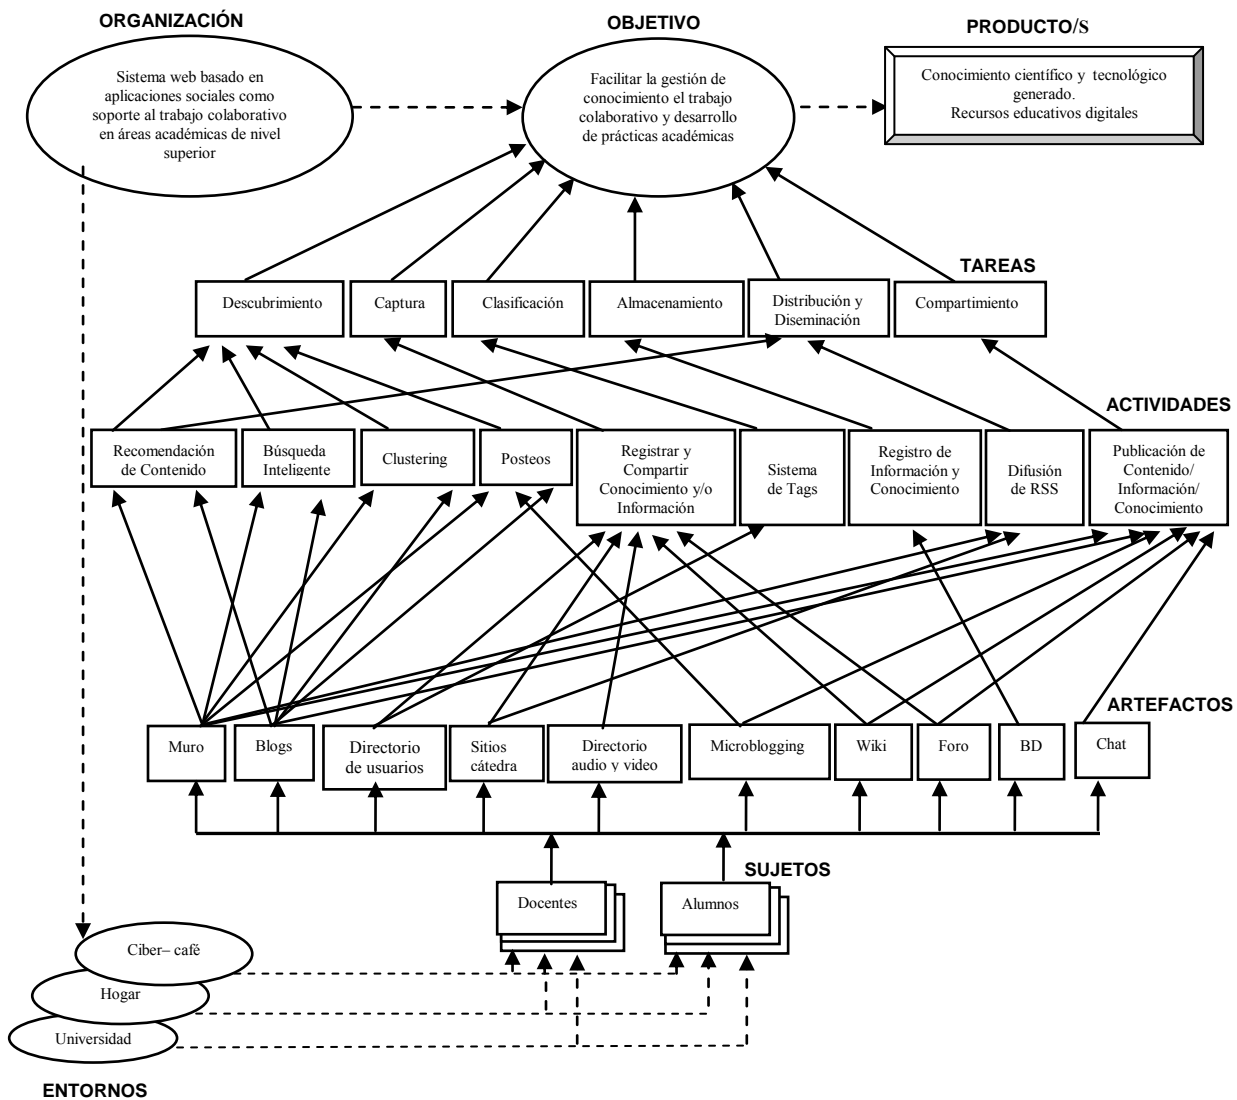 ORGANIZACIÓN
OBJETIVO
PRODUCTO/S
Sistema web basado en
aplicaciones sociales como
soporte al trabajo colaborativo
en áreas académicas de nivel
superior
Facilitar la gestión de
conocimiento el trabajo
colaborativo y desarrollo
de prácticas académicas
Conocimiento científico y tecnológico
generado.
Recursos educativos digitales
TAREAS
Descubrimiento
Captura
Clasificación
Almacenamiento
Distribución y
Diseminación
Compartimiento
ACTIVIDADES
Recomendación
de Contenido
Búsqueda
Inteligente
Clustering
Posteos
Registrar y
Compartir
Conocimiento y/o
Información
Sistema
de Tags
Registro de
Información y
Conocimiento
Difusión
de RSS
Publicación de
Contenido/
Información/
Conocimiento
ARTEFACTOS
Muro
Blogs
Directorio
de usuarios
Sitios
cátedra
Directorio
audio y video
Microblogging
Wiki
Foro
BD
Chat
SUJETOS
Docentes
Alumnos
Ciber– café
Hogar
Universidad
ENTORNOS